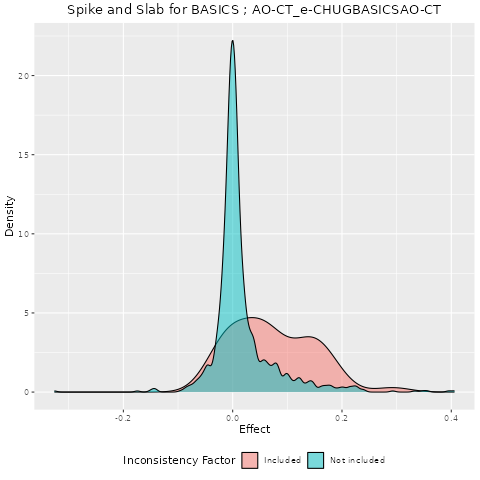 Spike and Slab for BASICS ; AO-CT_e-CHUGBASICSAO-CT
Density
20
15
10
5
0
-0.2 0.0 0.2 0.4
Effect
Inconsistency Factor Included Not included